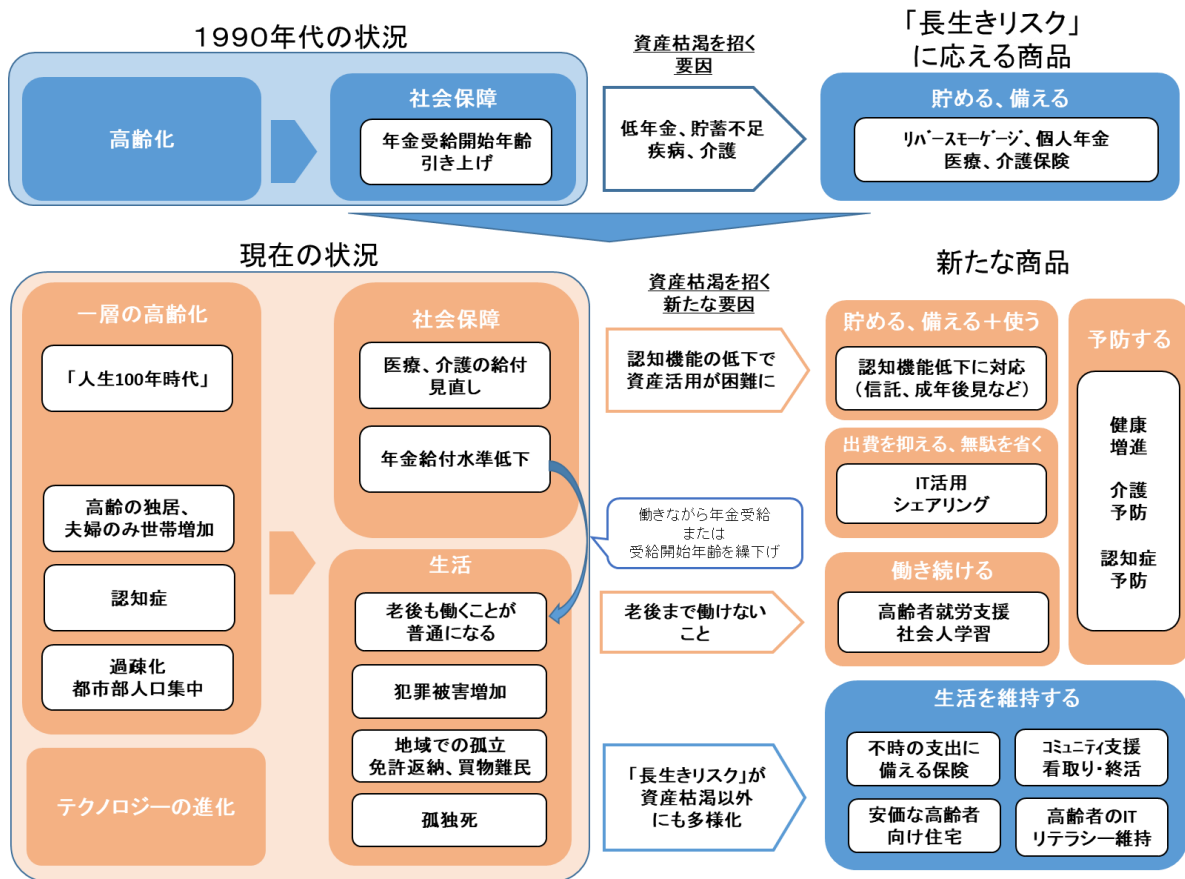 1990年代の状況
資産枯渇を招く
要因
「長生きリスク」
に応える商品
高齢化
社会保障
年金受給開始年齢
引き上げ
低年金、貯蓄不足
疾病、介護
貯める、備える
ﾘﾊﾞｰｽﾓｰｹﾞｰｼﾞ、個人年金
医療、介護保険
現在の状況
資産枯渇を招く
新たな要因
新たな商品
一層の高齢化
「人生100年時代」
高齢の独居、
夫婦のみ世帯増加
認知症
過疎化
都市部人口集中
テクノロジーの進化
社会保障
医療、介護の給付
見直し
年金給付水準低下
働きながら年金受給
または
受給開始年齢を繰下げ
生活
老後も働くことが
普通になる
犯罪被害増加
地域での孤立
免許返納、買物難民
孤独死
認知機能の低下で
資産活用が困難に
老後まで働けない
こと
「長生きリスク」が
資産枯渇以外
にも多様化
貯める、備える＋使う
認知機能低下に対応
（信託、成年後見など）
出費を抑える、無駄を省く
IT活用
シェアリング
働き続ける
高齢者就労支援
社会人学習
予防する
健康
増進
介護
予防
認知症
予防
生活を維持する
不時の支出に
備える保険
ｺﾐｭﾆﾃｨ支援
看取り・終活
安価な高齢者
向け住宅
高齢者のIT
リテラシー維持